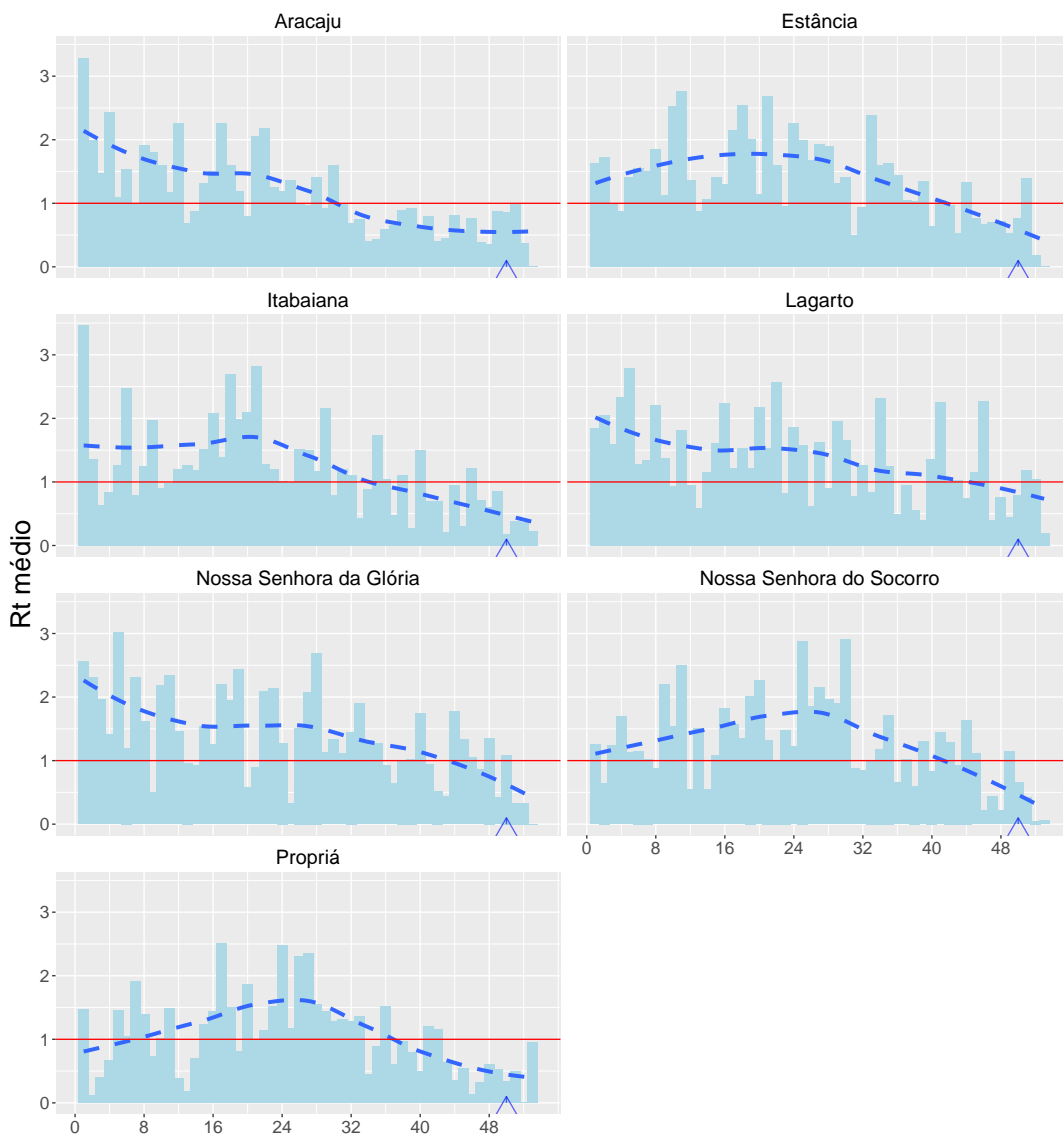 Aracaju
Estância
3
2
1
0
Itabaiana
Lagarto
3
2
1
0
Rt médio
Nossa Senhora da Glória
Nossa Senhora do Socorro
3
2
1
0
0 8 16 24 32 40 48
Propriá
3
2
1
0
0 8 16 24 32 40 48